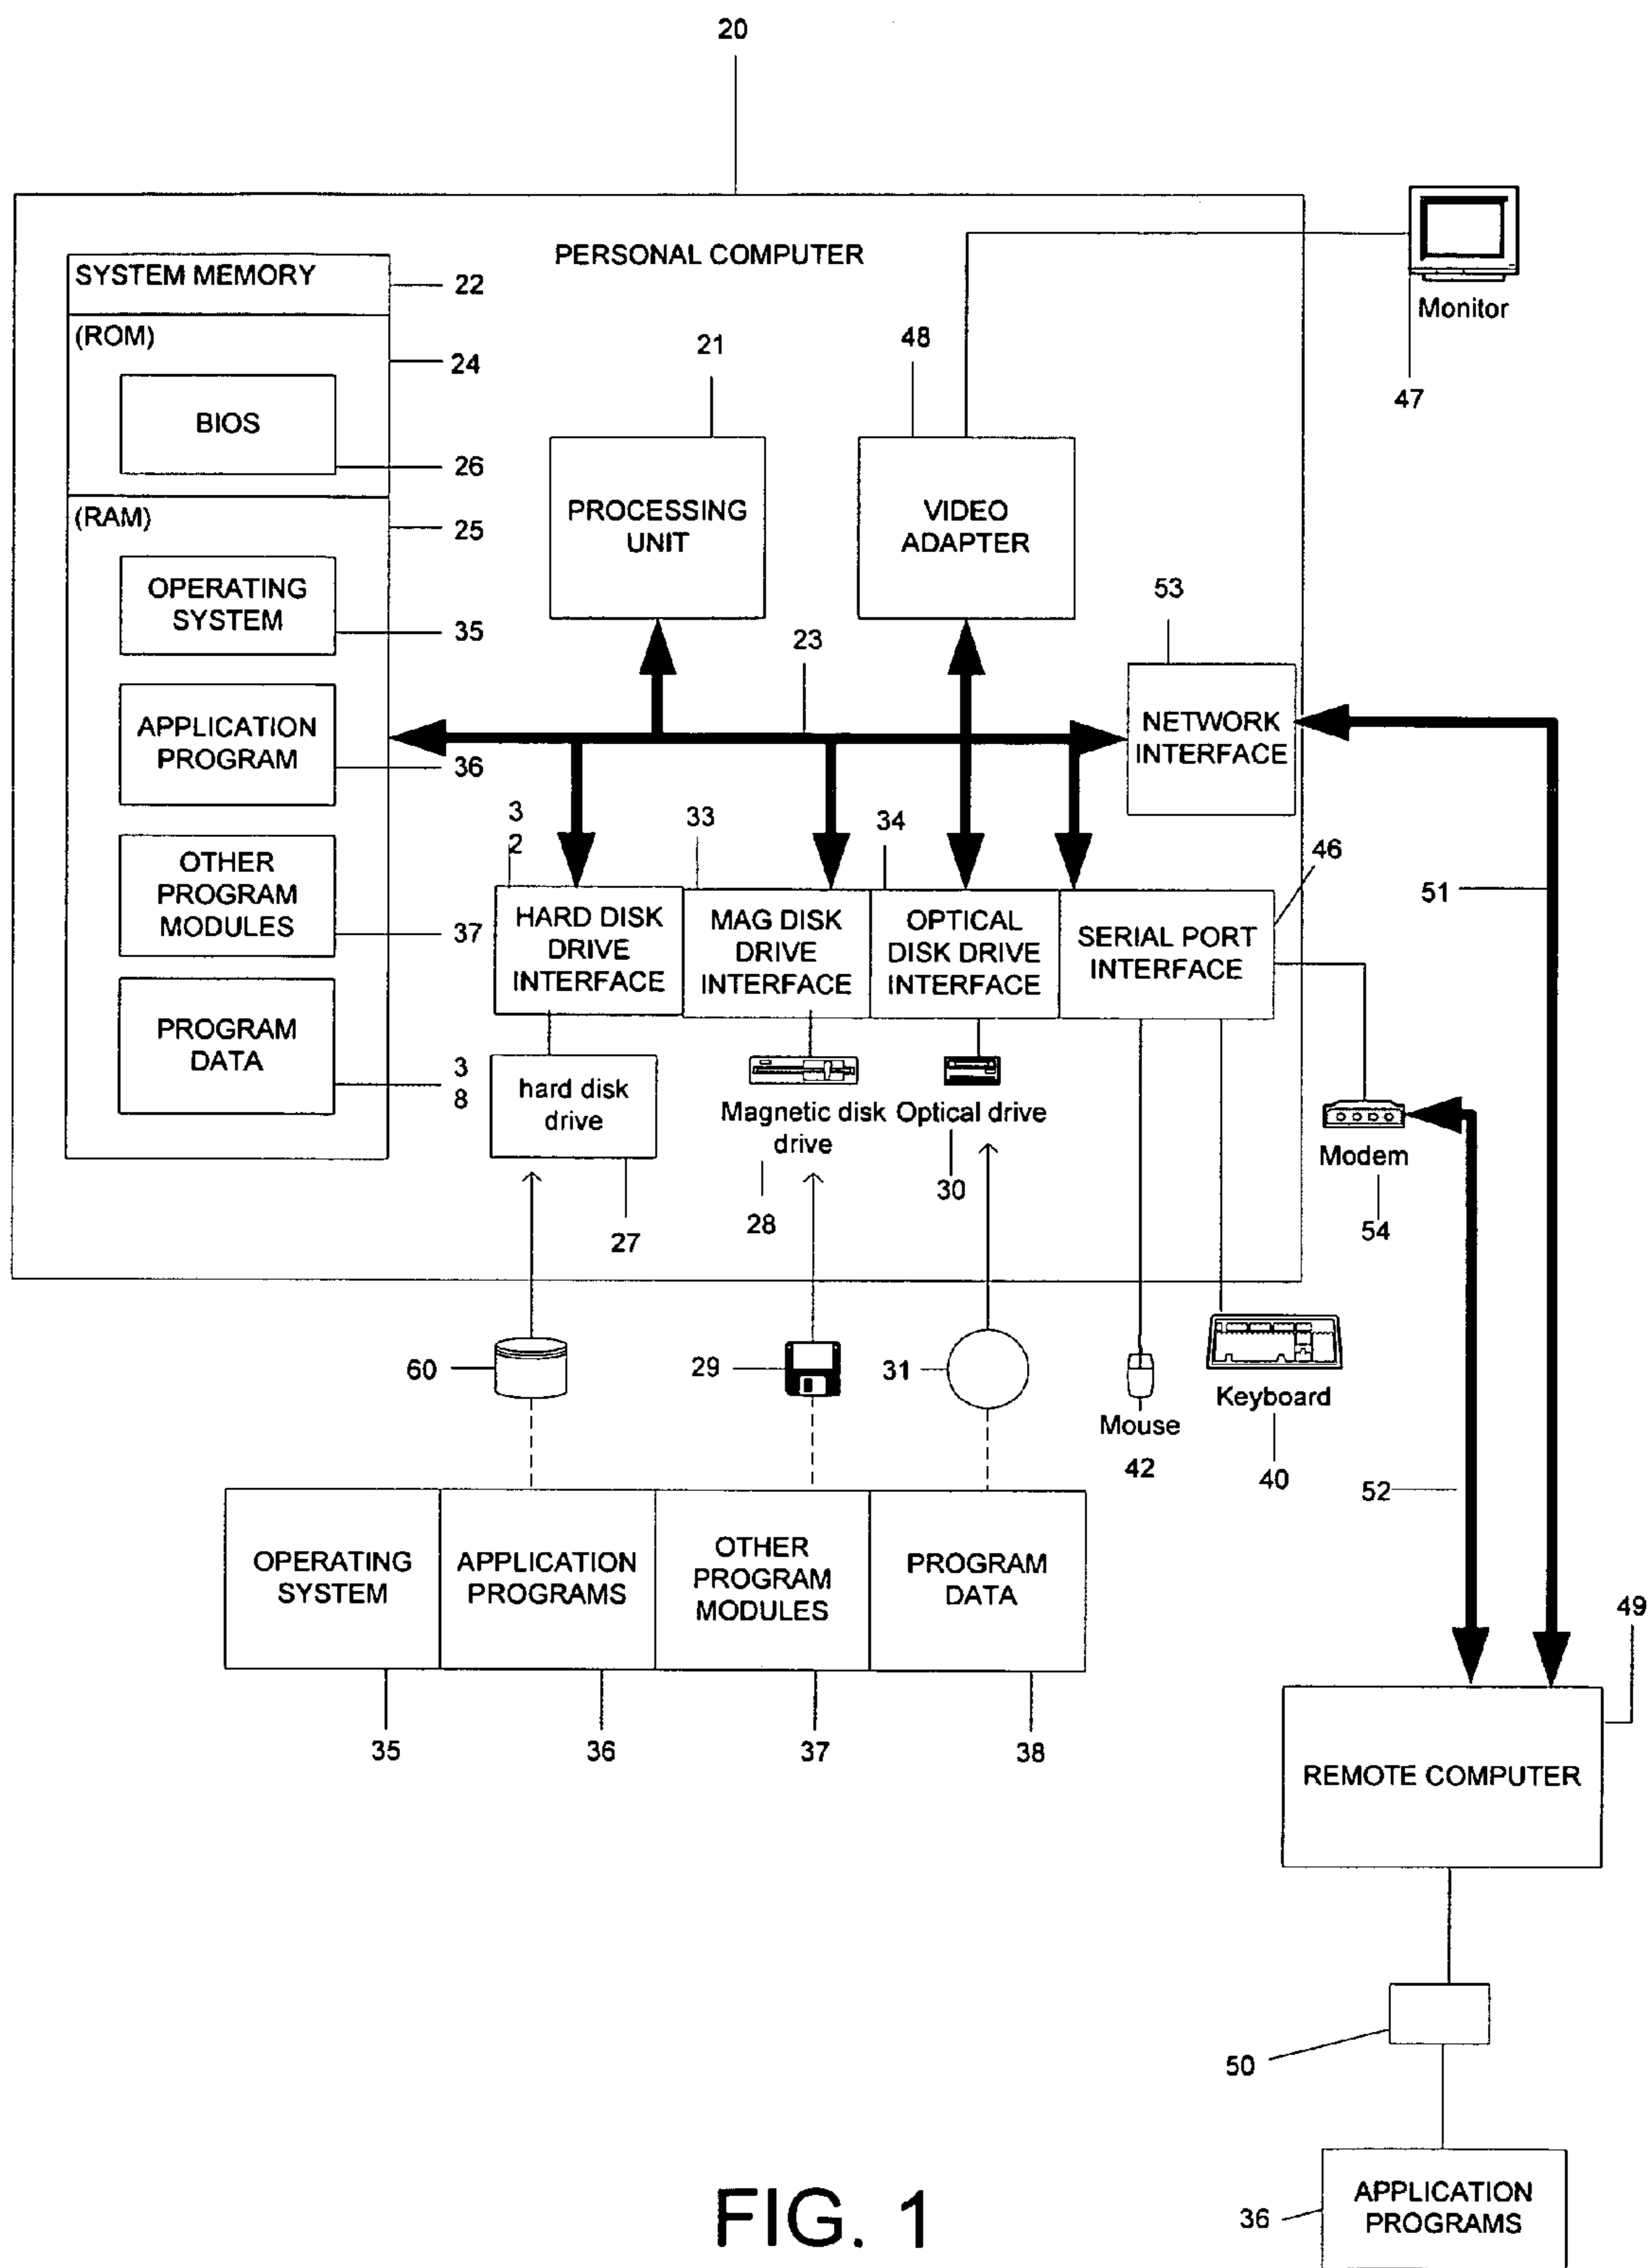 20
PERSONAL COMPUTER
SYSTEM MEMORY
22
(ROM)
24
BIOS
26
(RAM)
25
OPERATING
SYSTEM
35
APPLICATION
PROGRAM
36
OTHER
PROGRAM
MODULES
37
PROGRAM
DATA
3
8
21
PROCESSING
UNIT
48
VIDEO
ADAPTER
Monitor
47
23
53
NETWORK
INTERFACE
3
2
HARD DISK
DRIVE
INTERFACE
33
MAG DISK
DRIVE
INTERFACE
34
OPTICAL
DISK DRIVE
INTERFACE
46
SERIAL PORT
INTERFACE
51
hard disk
drive
27
Magnetic disk
drive
28
Optical drive
30
Modem
54
60
29
31
Mouse
42
Keyboard
40
52
OPERATING
SYSTEM
APPLICATION
PROGRAMS
OTHER
PROGRAM
MODULES
PROGRAM
DATA
35
36
37
38
49
REMOTE COMPUTER
50
36
APPLICATION
PROGRAMS
FIG. 1